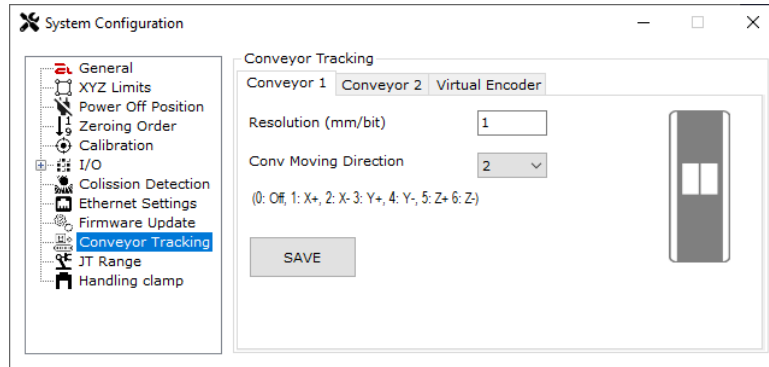 System Configuration
General
XYZ Limits
Power Off Position
Zeroing Order
Calibration
I/O
Colission Detection
Ethernet Settings
Firmware Update
Conveyor Tracking
JT Range
Handling clamp
Conveyor Tracking
Conveyor 1 Conveyor 2 Virtual Encoder
Resolution (mm/bit) 1
Conv Moving Direction 2
(0: Off, 1: X+, 2: X- 3: Y+, 4: Y-, 5: Z+ 6: Z-)
SAVE